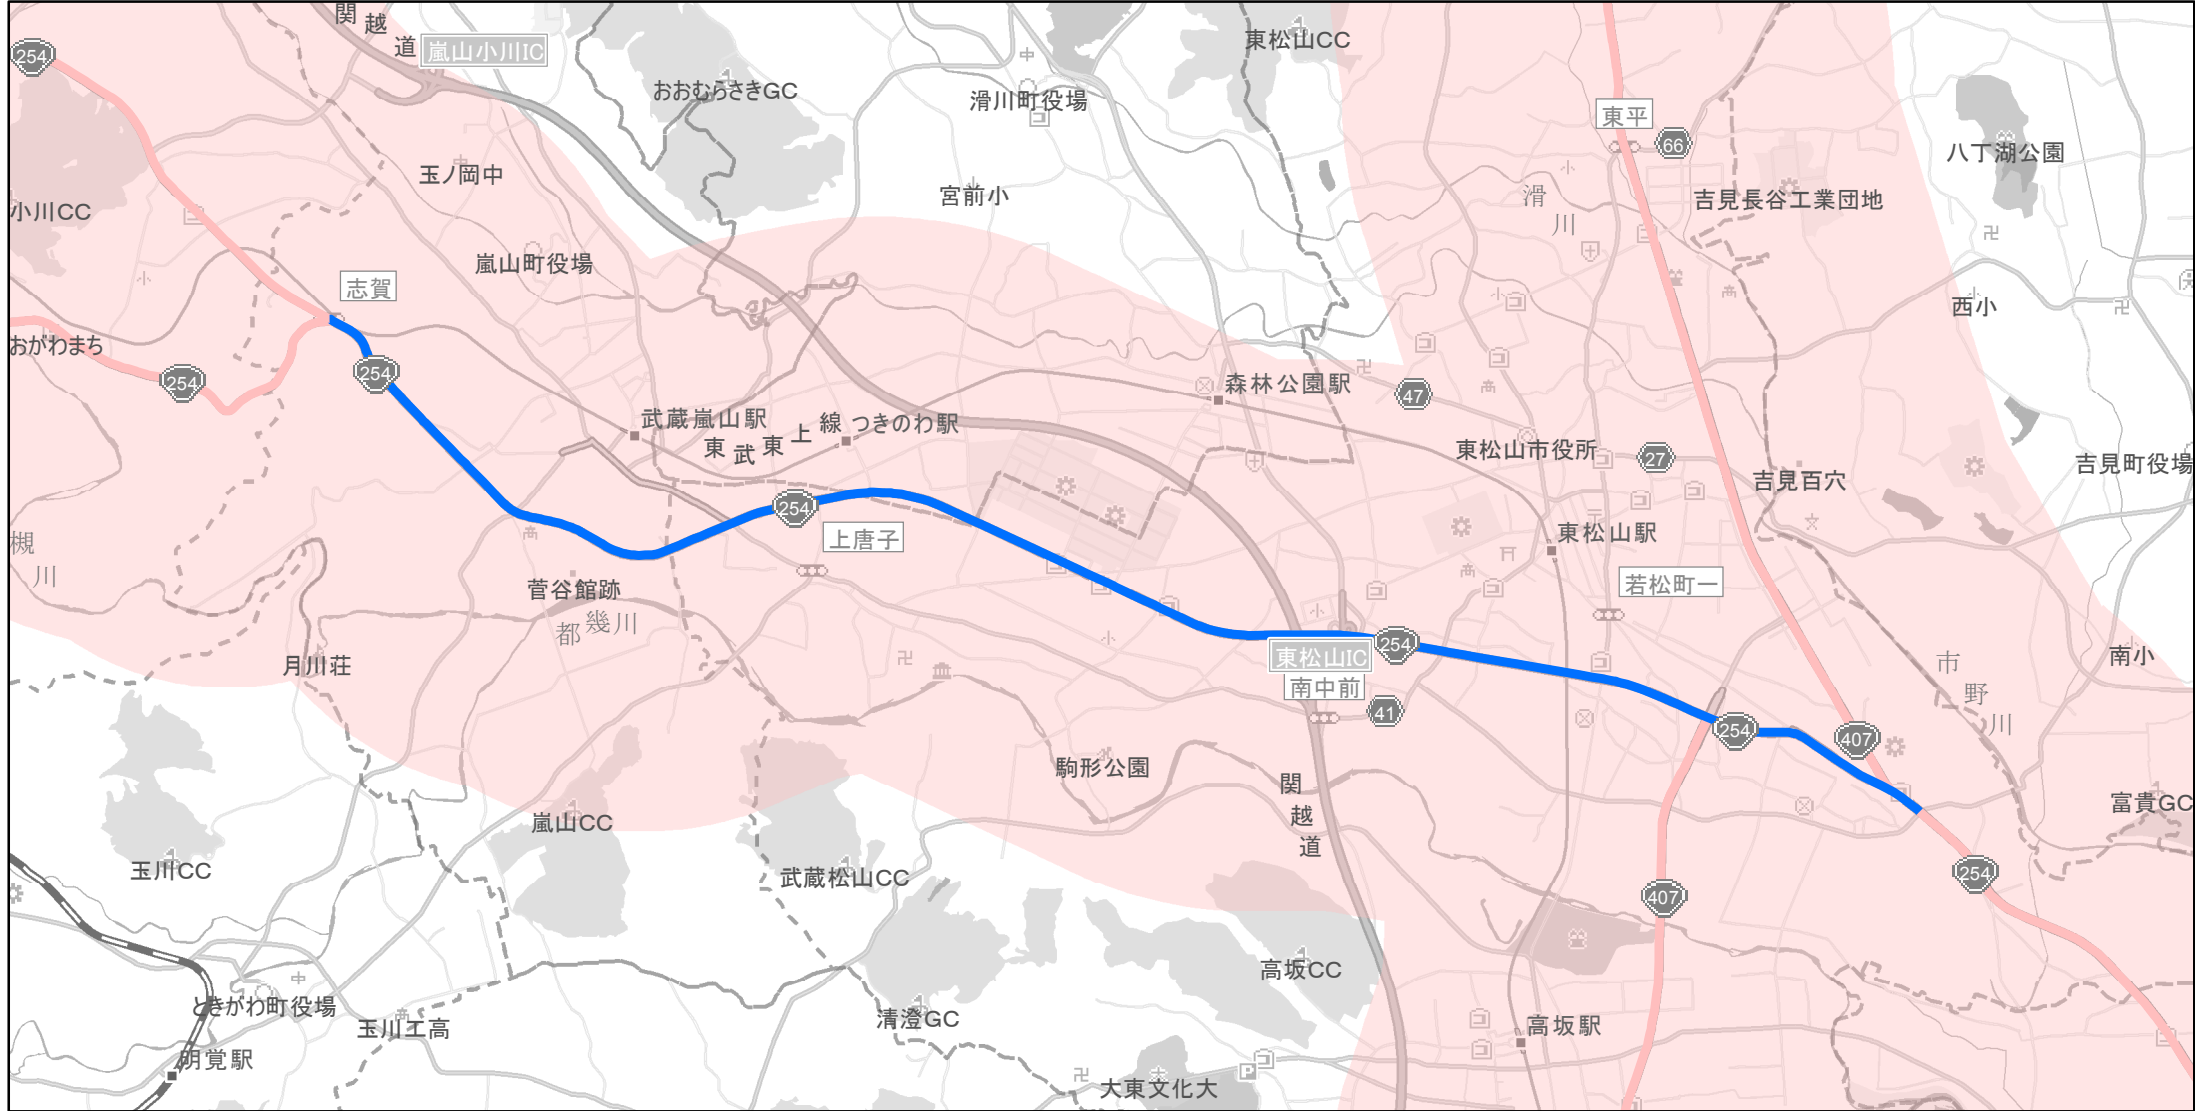 関越道
嵐山小川IC
東松山CC
254
おおむらさきGC
滑川町役場
東平
66
八丁湖公園
玉ノ岡中
宮前小
吉見長谷工業団地
小川CC
滑川
嵐山町役場
志賀
西小
おがわまち
254
254
森林公園駅
47
武蔵嵐山駅
東武東上線
つきのわ駅
東松山市役所
27
吉見町役場
吉見百穴
254
上唐子
東松山駅
槻川
菅谷館跡
若松町一
都幾川
254
東松山IC
月川荘
南中前
南小
市野川
41
254
407
駒形公園
関越道
富貴GC
嵐山CC
玉川CC
武蔵松山CC
254
407
高坂CC
ときがわ町役場
玉川工高
清澄GC
高坂駅
明覚駅
P
大東文化大